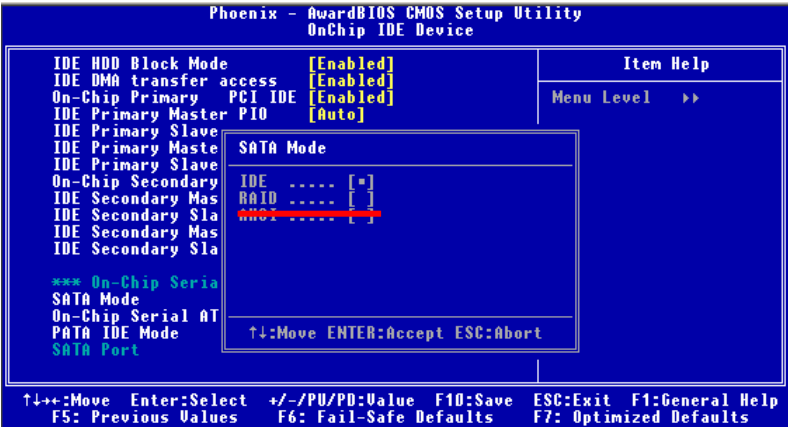 Phoenix - AwardBIOS CMOS Setup Utility
OnChip IDE Device
IDE HDD Block Mode [Enabled]
IDE DMA transfer access [Enabled]
On-Chip Primary PCI IDE [Enabled]
IDE Primary Master PIO [Auto]
IDE Primary Slave
IDE Primary Maste
IDE Primary Slave
On-Chip Secondary
IDE Secondary Mas
IDE Secondary Sla
IDE Secondary Mas
IDE Secondary Sla
*** On-Chip Seria
SATA Mode
On-Chip Serial AT
PATA IDE Mode
SATA Port
SATA Mode
IDE ..... [▪]
RAID ..... [ ]
AHCI ..... [ ]
↑↓:Move ENTER:Accept ESC:Abort
Item Help
Menu Level ▸▸
↑↓→←:Move Enter:Select +/-/PU/PD:Value F10:Save ESC:Exit F1:General Help
F5: Previous Values F6: Fail-Safe Defaults F7: Optimized Defaults